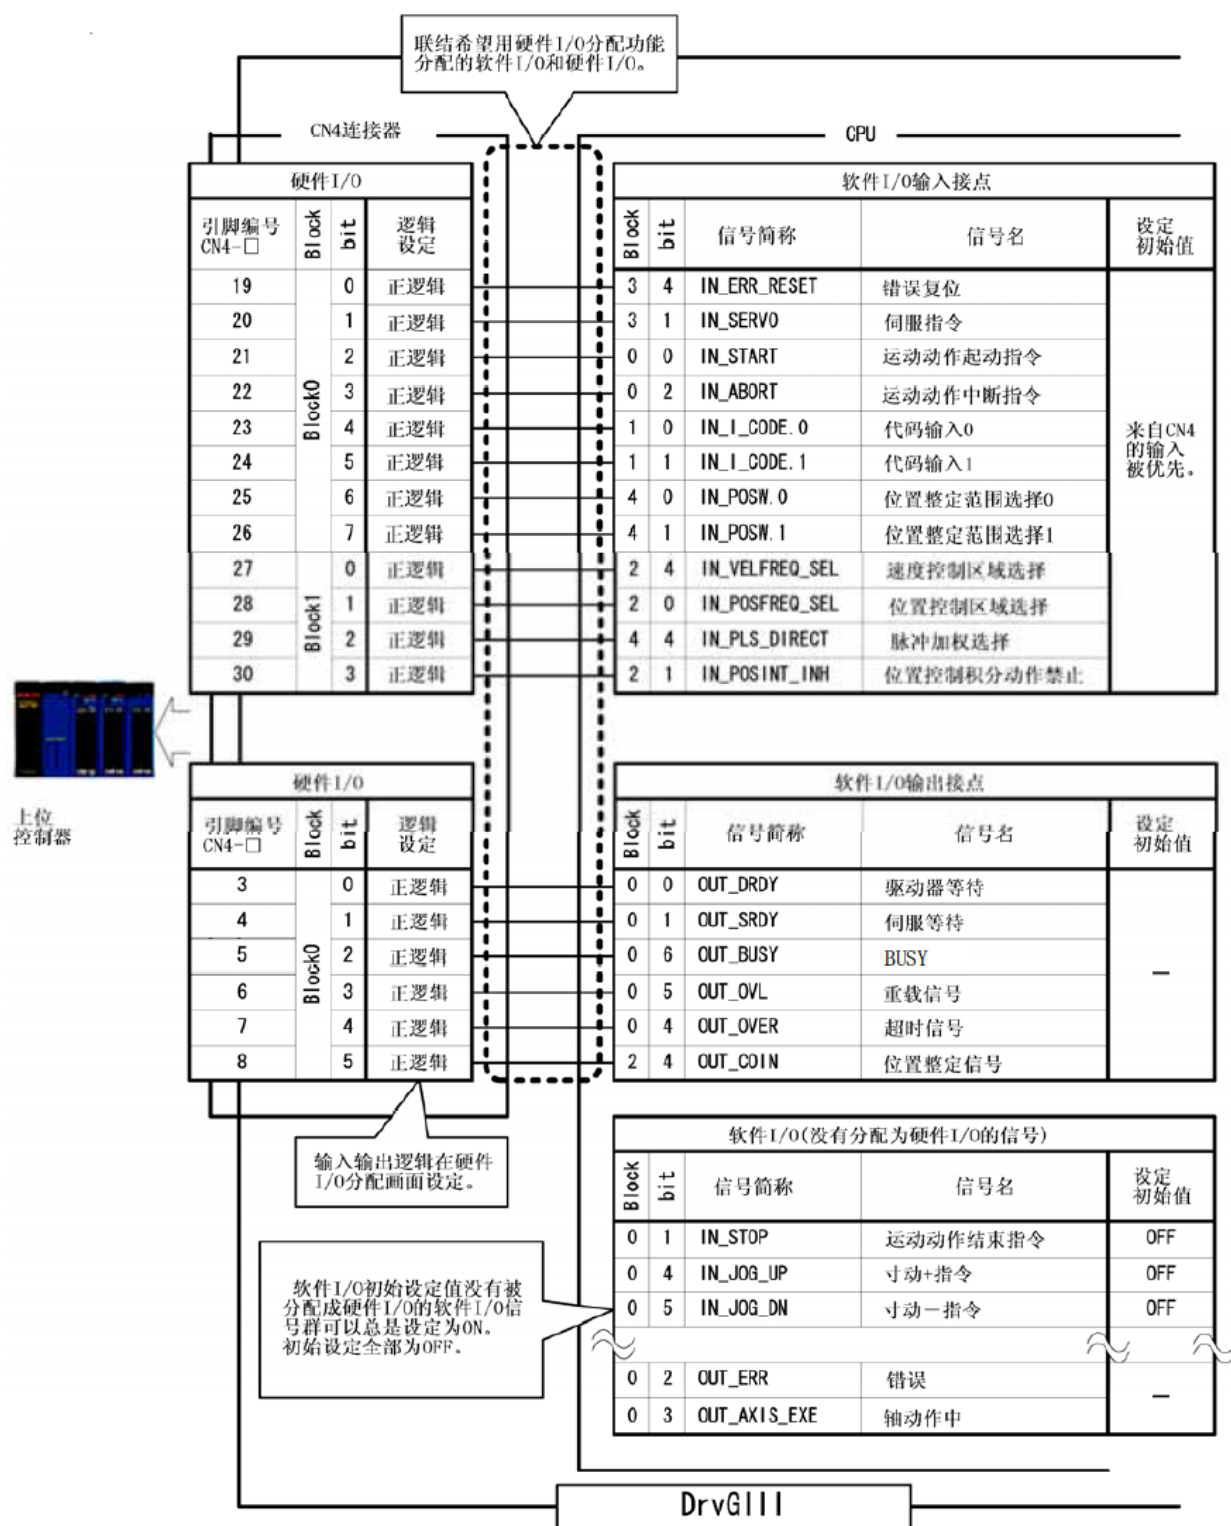 联结希望用硬件I/O分配功能
分配的软件I/O和硬件I/O。
CN4连接器
CPU
硬件I/O
引脚编号
CN4-□
Block
bit
逻辑
设定
19 0 正逻辑
20 1 正逻辑
21 2 正逻辑
22 3 正逻辑
23 4 正逻辑
24 5 正逻辑
25 6 正逻辑
26 7 正逻辑
Block0
27 0 正逻辑
28 1 正逻辑
29 2 正逻辑
30 3 正逻辑
Block1
软件I/O输入接点
Block
bit
信号简称
信号名
设定
初始值
3 4 IN_ERR_RESET 错误复位
3 1 IN_SERVO 伺服指令
0 0 IN_START 运动动作起动指令
0 2 IN_ABORT 运动动作中断指令
1 0 IN_I_CODE.0 代码输入0
1 1 IN_I_CODE.1 代码输入1
4 0 IN_POSW.0 位置整定范围选择0
4 1 IN_POSW.1 位置整定范围选择1
2 4 IN_VELFREQ_SEL 速度控制区域选择
2 0 IN_POSFREQ_SEL 位置控制区域选择
4 4 IN_PLS_DIRECT 脉冲加权选择
2 1 IN_POSINT_INH 位置控制积分动作禁止
来自CN4
的输入
被优先。
上位
控制器
硬件I/O
引脚编号
CN4-□
Block
bit
逻辑
设定
3 0 正逻辑
4 1 正逻辑
5 2 正逻辑
6 3 正逻辑
7 4 正逻辑
8 5 正逻辑
Block0
软件I/O输出接点
Block
bit
信号简称
信号名
设定
初始值
0 0 OUT_DRDY 驱动器等待
0 1 OUT_SRDY 伺服等待
0 6 OUT_BUSY BUSY
0 5 OUT_OVL 重载信号
0 4 OUT_OVER 超时信号
2 4 OUT_COIN 位置整定信号
—
输入输出逻辑在硬件
I/O分配画面设定。
软件I/O(没有分配为硬件I/O的信号)
Block
bit
信号简称
信号名
设定
初始值
0 1 IN_STOP 运动动作结束指令 OFF
0 4 IN_JOG_UP 寸动+指令 OFF
0 5 IN_JOG_DN 寸动－指令 OFF
0 2 OUT_ERR 错误
0 3 OUT_AXIS_EXE 轴动作中
—
软件I/O初始设定值没有被
分配成硬件I/O的软件I/O信
号群可以总是设定为ON。
初始设定全部为OFF。
DrvGIII